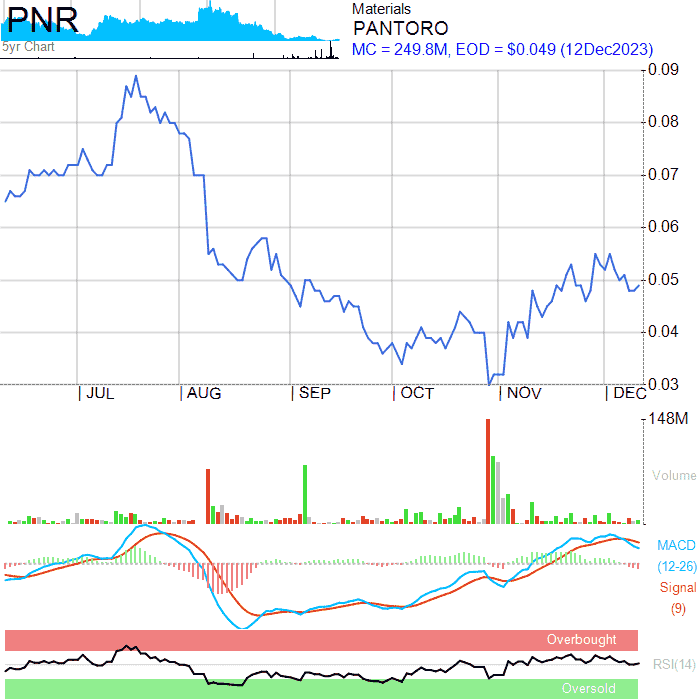 PNR
5yr Chart
Materials
PANTORO
MC = 249.8M, EOD = $0.049 (12Dec2023)
0.09
0.08
0.07
0.06
0.05
0.04
0.03
JUL AUG SEP OCT NOV DEC
148M
Volume
MACD
(12-26)
Signal
(9)
Overbought
RSI(14)
Oversold